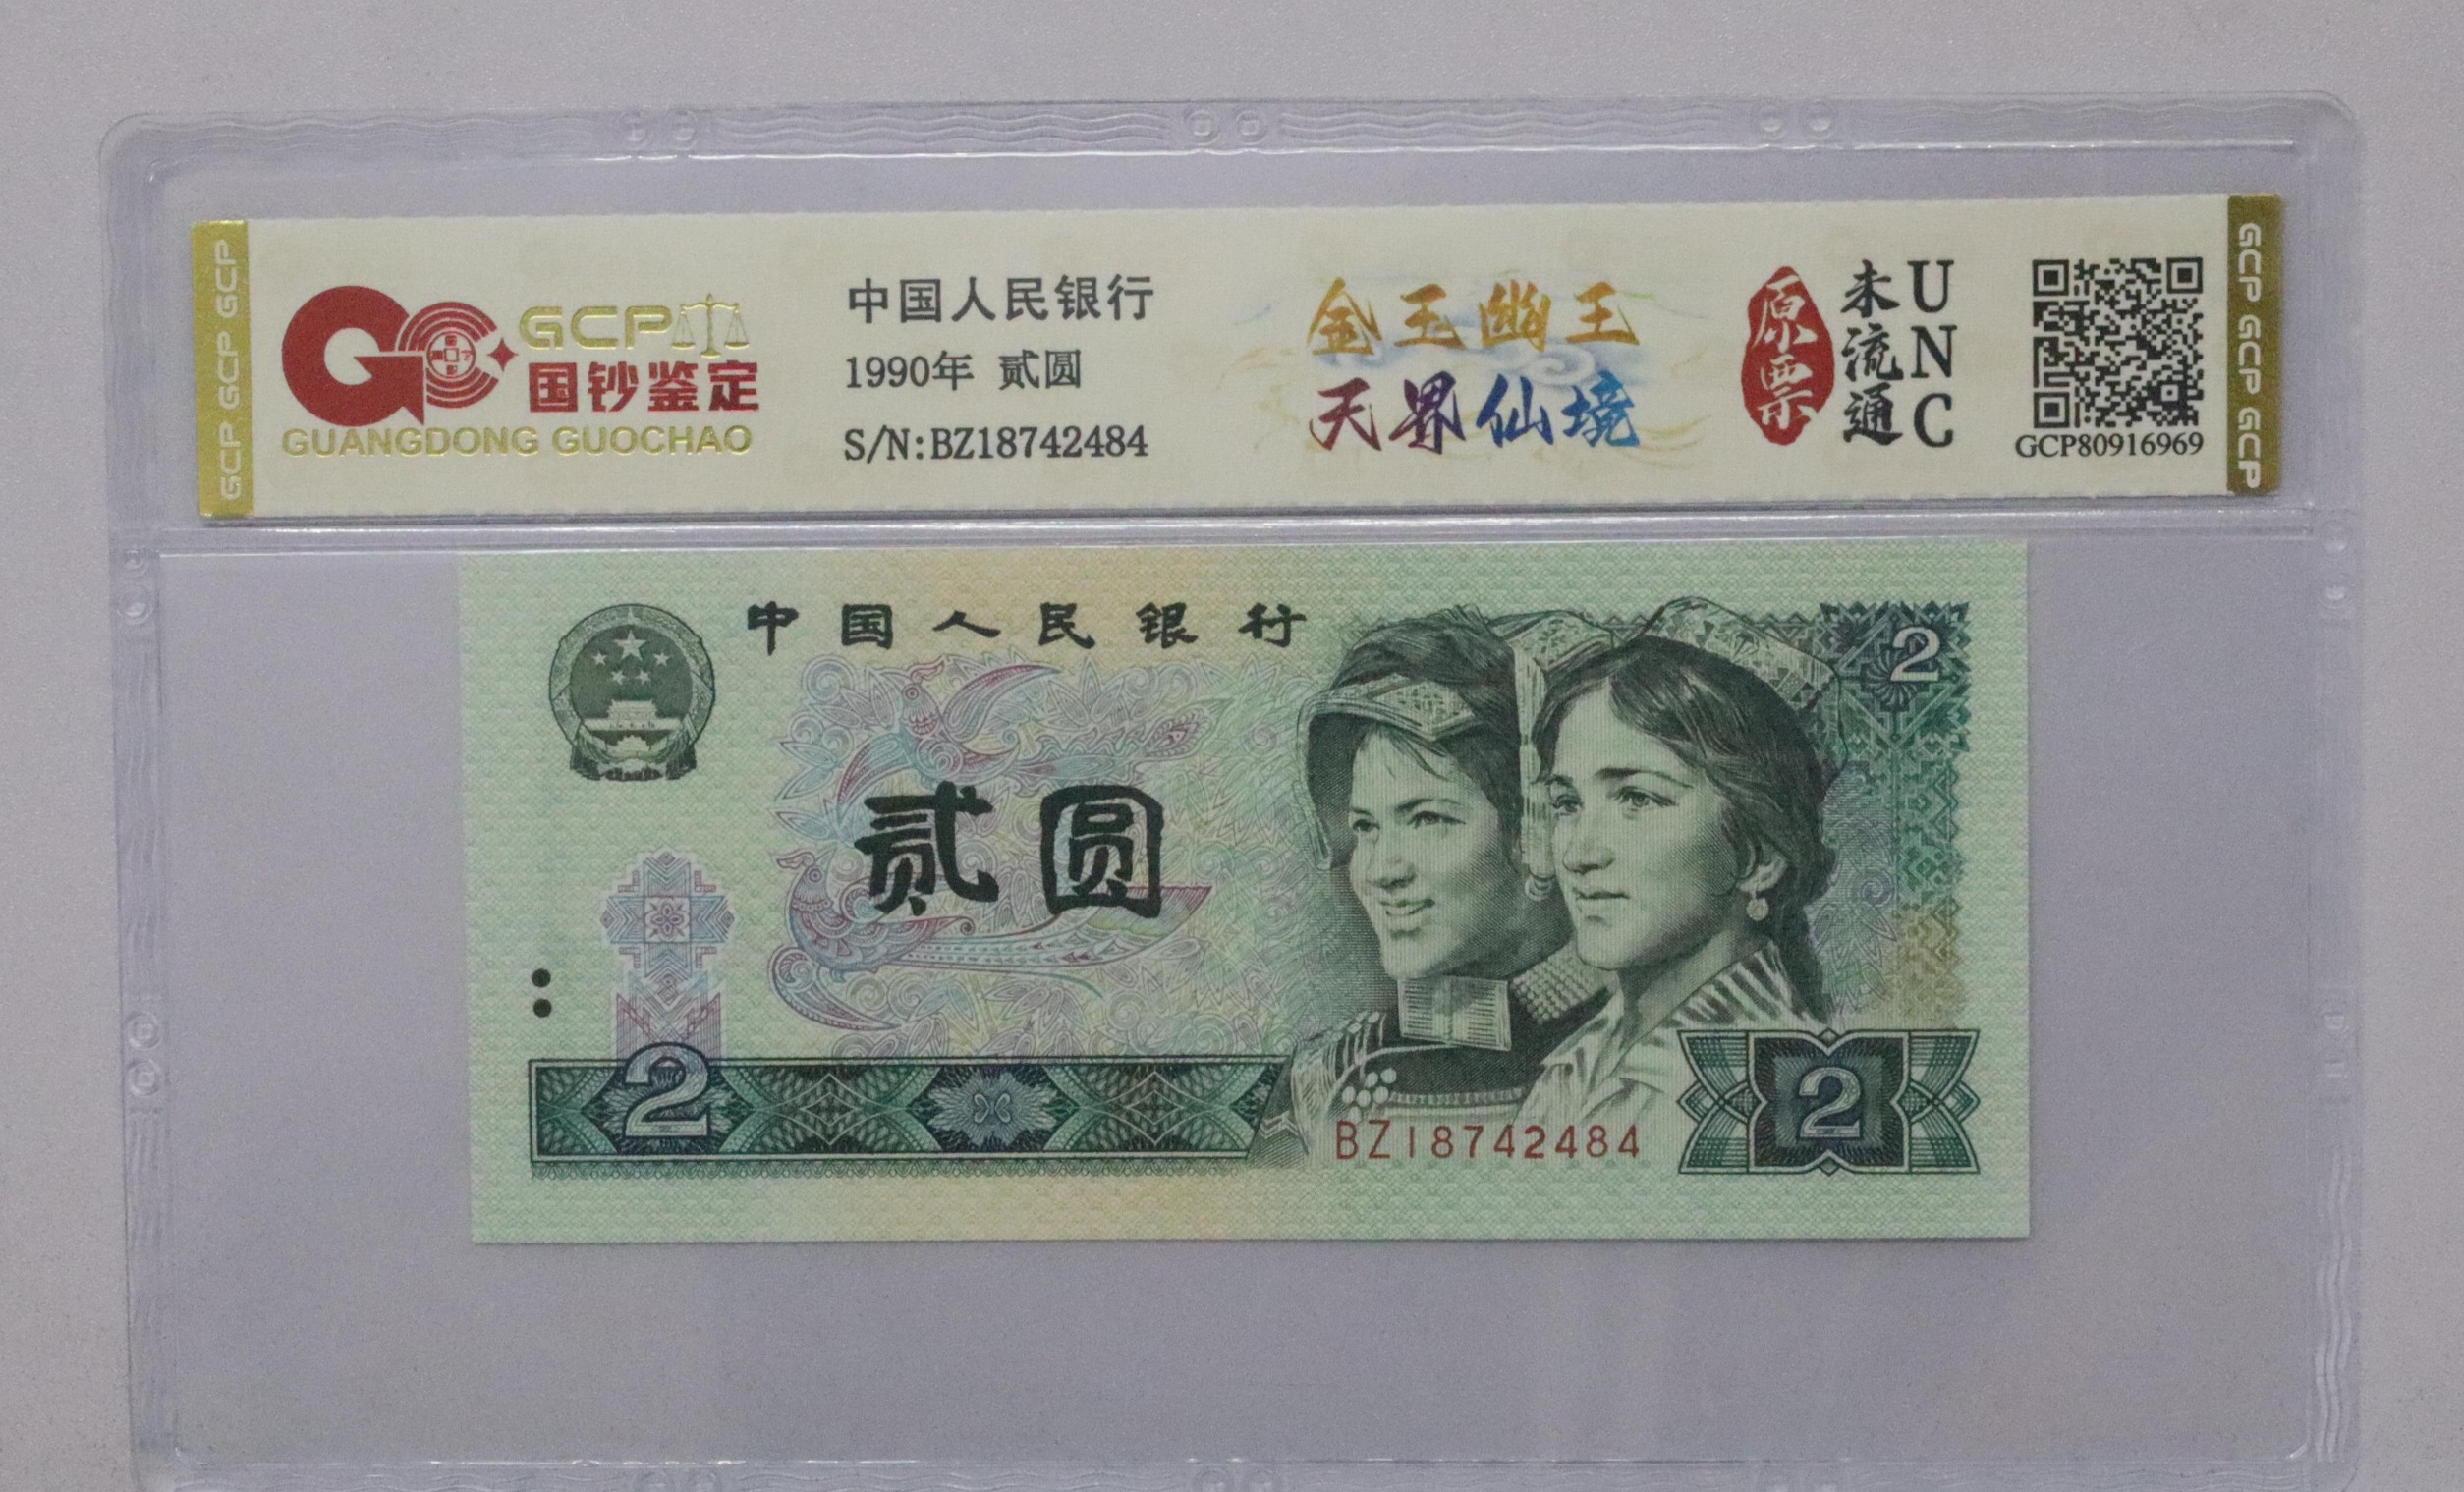 GCP GCP GCP
GCP
国钞鉴定
GUANGDONG GUOCHAO
中国人民银行
1990年 贰圆
S/N:BZ18742484
金玉幽王
天界仙境
原票
未流通
UNC
GCP80916969
GCP GCP GCP
中国人民银行
2
贰圆
2
BZ18742484
2